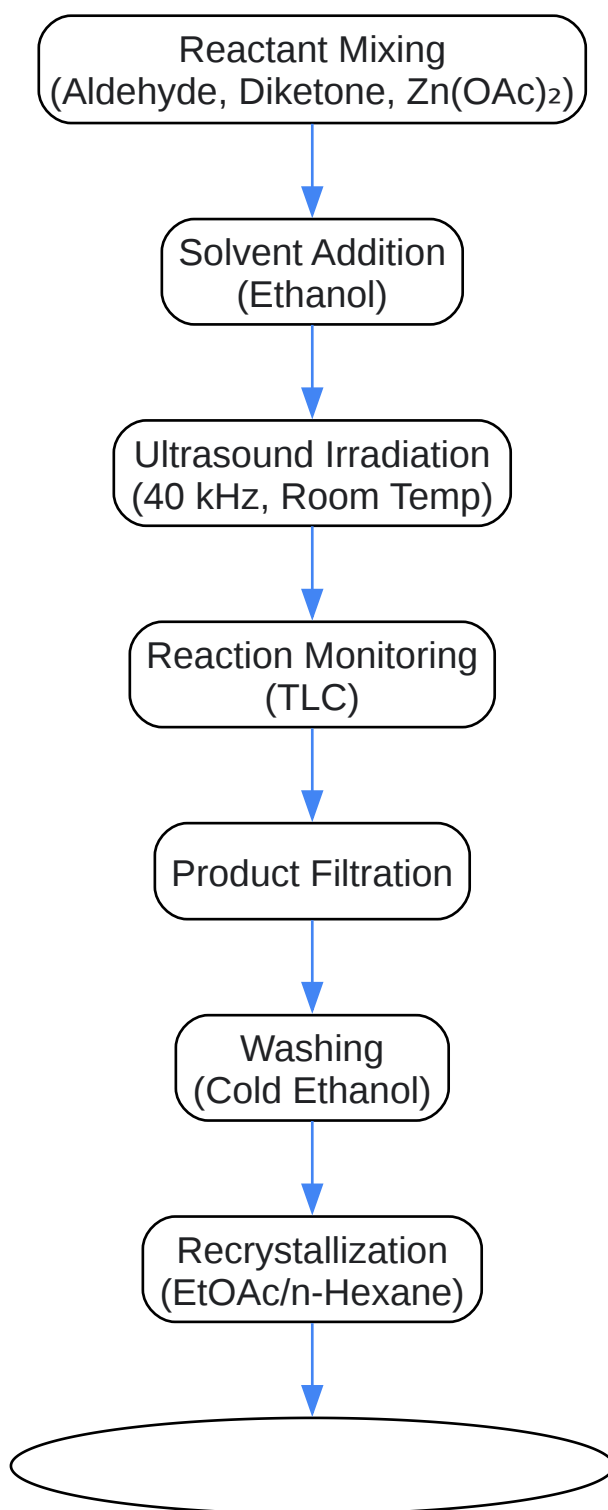 Reactant Mixing
(Aldehyde, Diketone, Zn(OAc)₂)
Solvent Addition
(Ethanol)
Ultrasound Irradiation
(40 kHz, Room Temp)
Reaction Monitoring
(TLC)
Product Filtration
Washing
(Cold Ethanol)
Recrystallization
(EtOAc/n-Hexane)